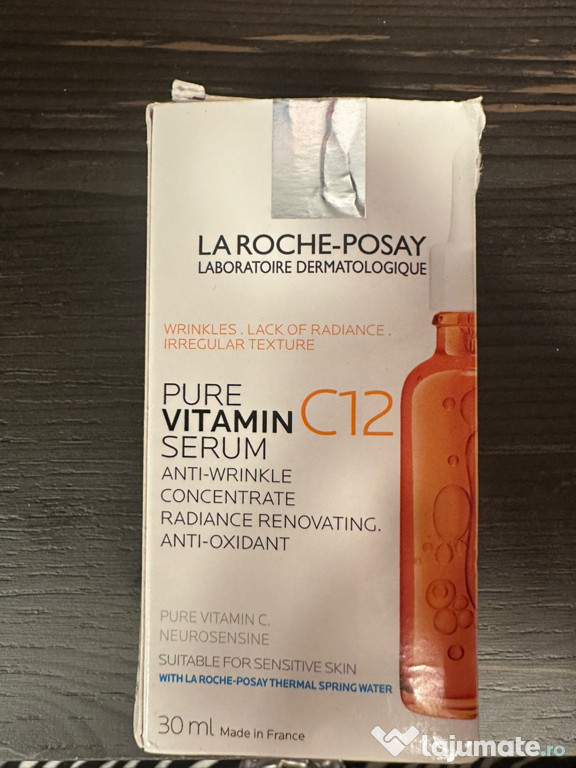 LA ROCHE-POSAY
LABORATOIRE DERMATOLOGIQUE
WRINKLES . LACK OF RADIANCE .
IRREGULAR TEXTURE
PURE
VITAMIN C12
SERUM
ANTI-WRINKLE
CONCENTRATE
RADIANCE RENOVATING.
ANTI-OXIDANT
PURE VITAMIN C.
NEUROSENSINE
SUITABLE FOR SENSITIVE SKIN
WITH LA ROCHE-POSAY THERMAL SPRING WATER
30 ml Made in France
lajumate.ro